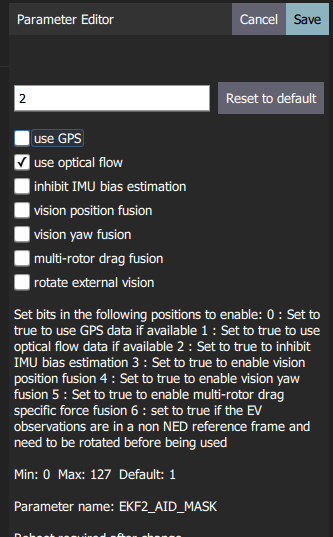 Parameter Editor
Cancel
Save
2
Reset to default
use GPS
use optical flow
inhibit IMU bias estimation
vision position fusion
vision yaw fusion
multi-rotor drag fusion
rotate external vision
Set bits in the following positions to enable: 0 : Set to
true to use GPS data if available 1 : Set to true to use
optical flow data if available 2 : Set to true to inhibit
IMU bias estimation 3 : Set to true to enable vision
position fusion 4 : Set to true to enable vision yaw
fusion 5 : Set to true to enable multi-rotor drag
specific force fusion 6 : set to true if the EV
observations are in a non NED reference frame and
need to be rotated before being used
Min: 0 Max: 127 Default: 1
Parameter name: EKF2_AID_MASK
Reboot required after change